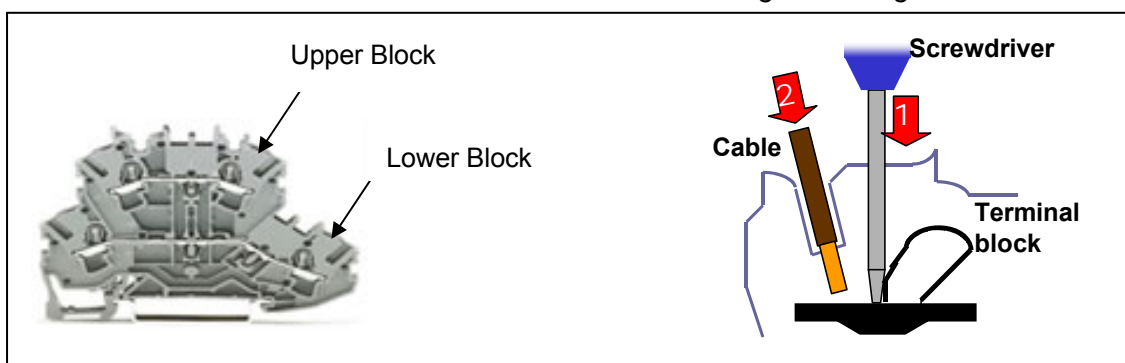 Upper Block
Lower Block
Screwdriver
2
1
Cable
Terminal
block